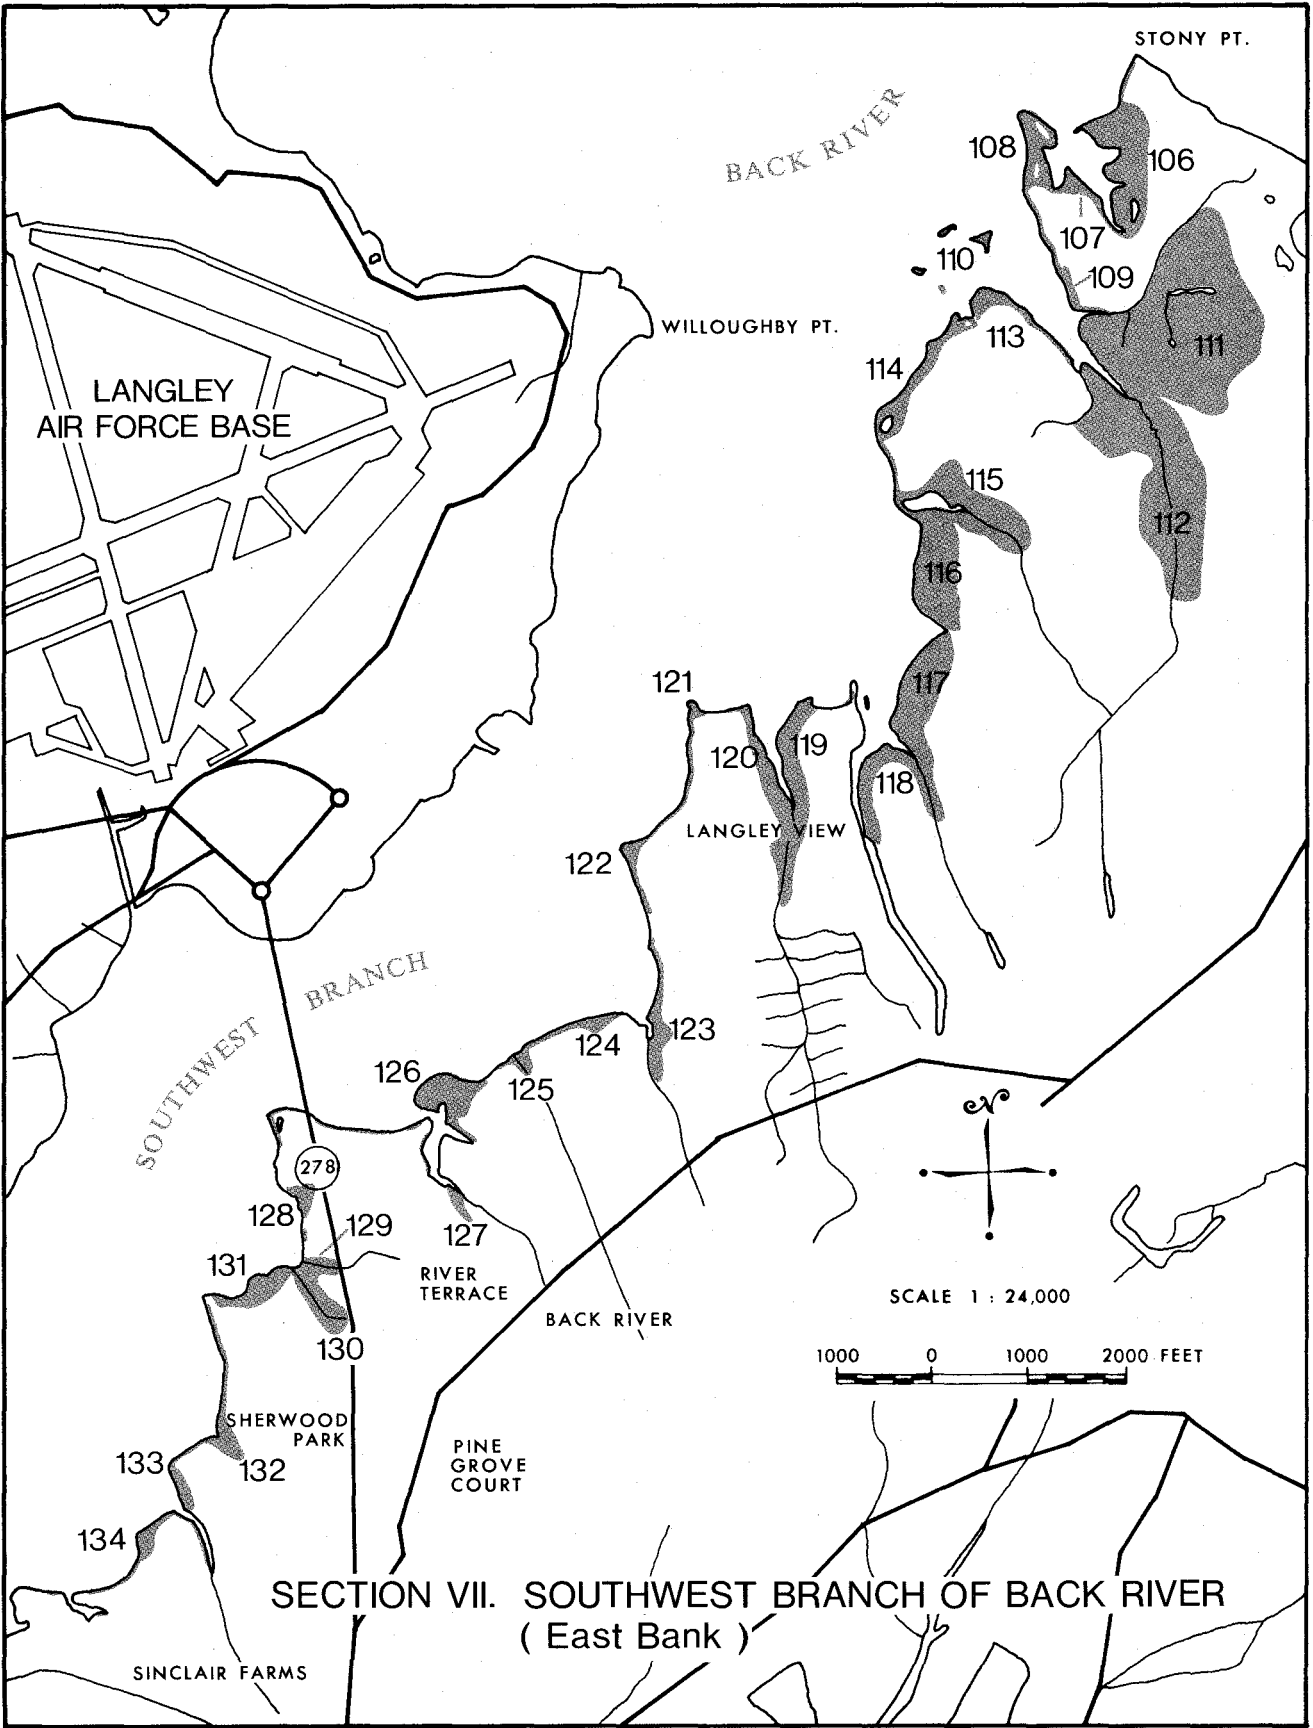 STONY PT.
BACK RIVER
108
106
107
110
109
WILLOUGHBY PT.
113
111
114
LANGLEY
AIR FORCE BASE
115
112
116
117
121
120
119
118
LANGLEY VIEW
122
SOUTHWEST BRANCH
123
124
126
125
N
278
128
129
127
131
RIVER
TERRACE
130
BACK RIVER
SCALE 1 : 24,000
1000 0 1000 2000 FEET
SHERWOOD
PARK
133
132
PINE
GROVE
COURT
134
SECTION VII. SOUTHWEST BRANCH OF BACK RIVER
( East Bank )
SINCLAIR FARMS